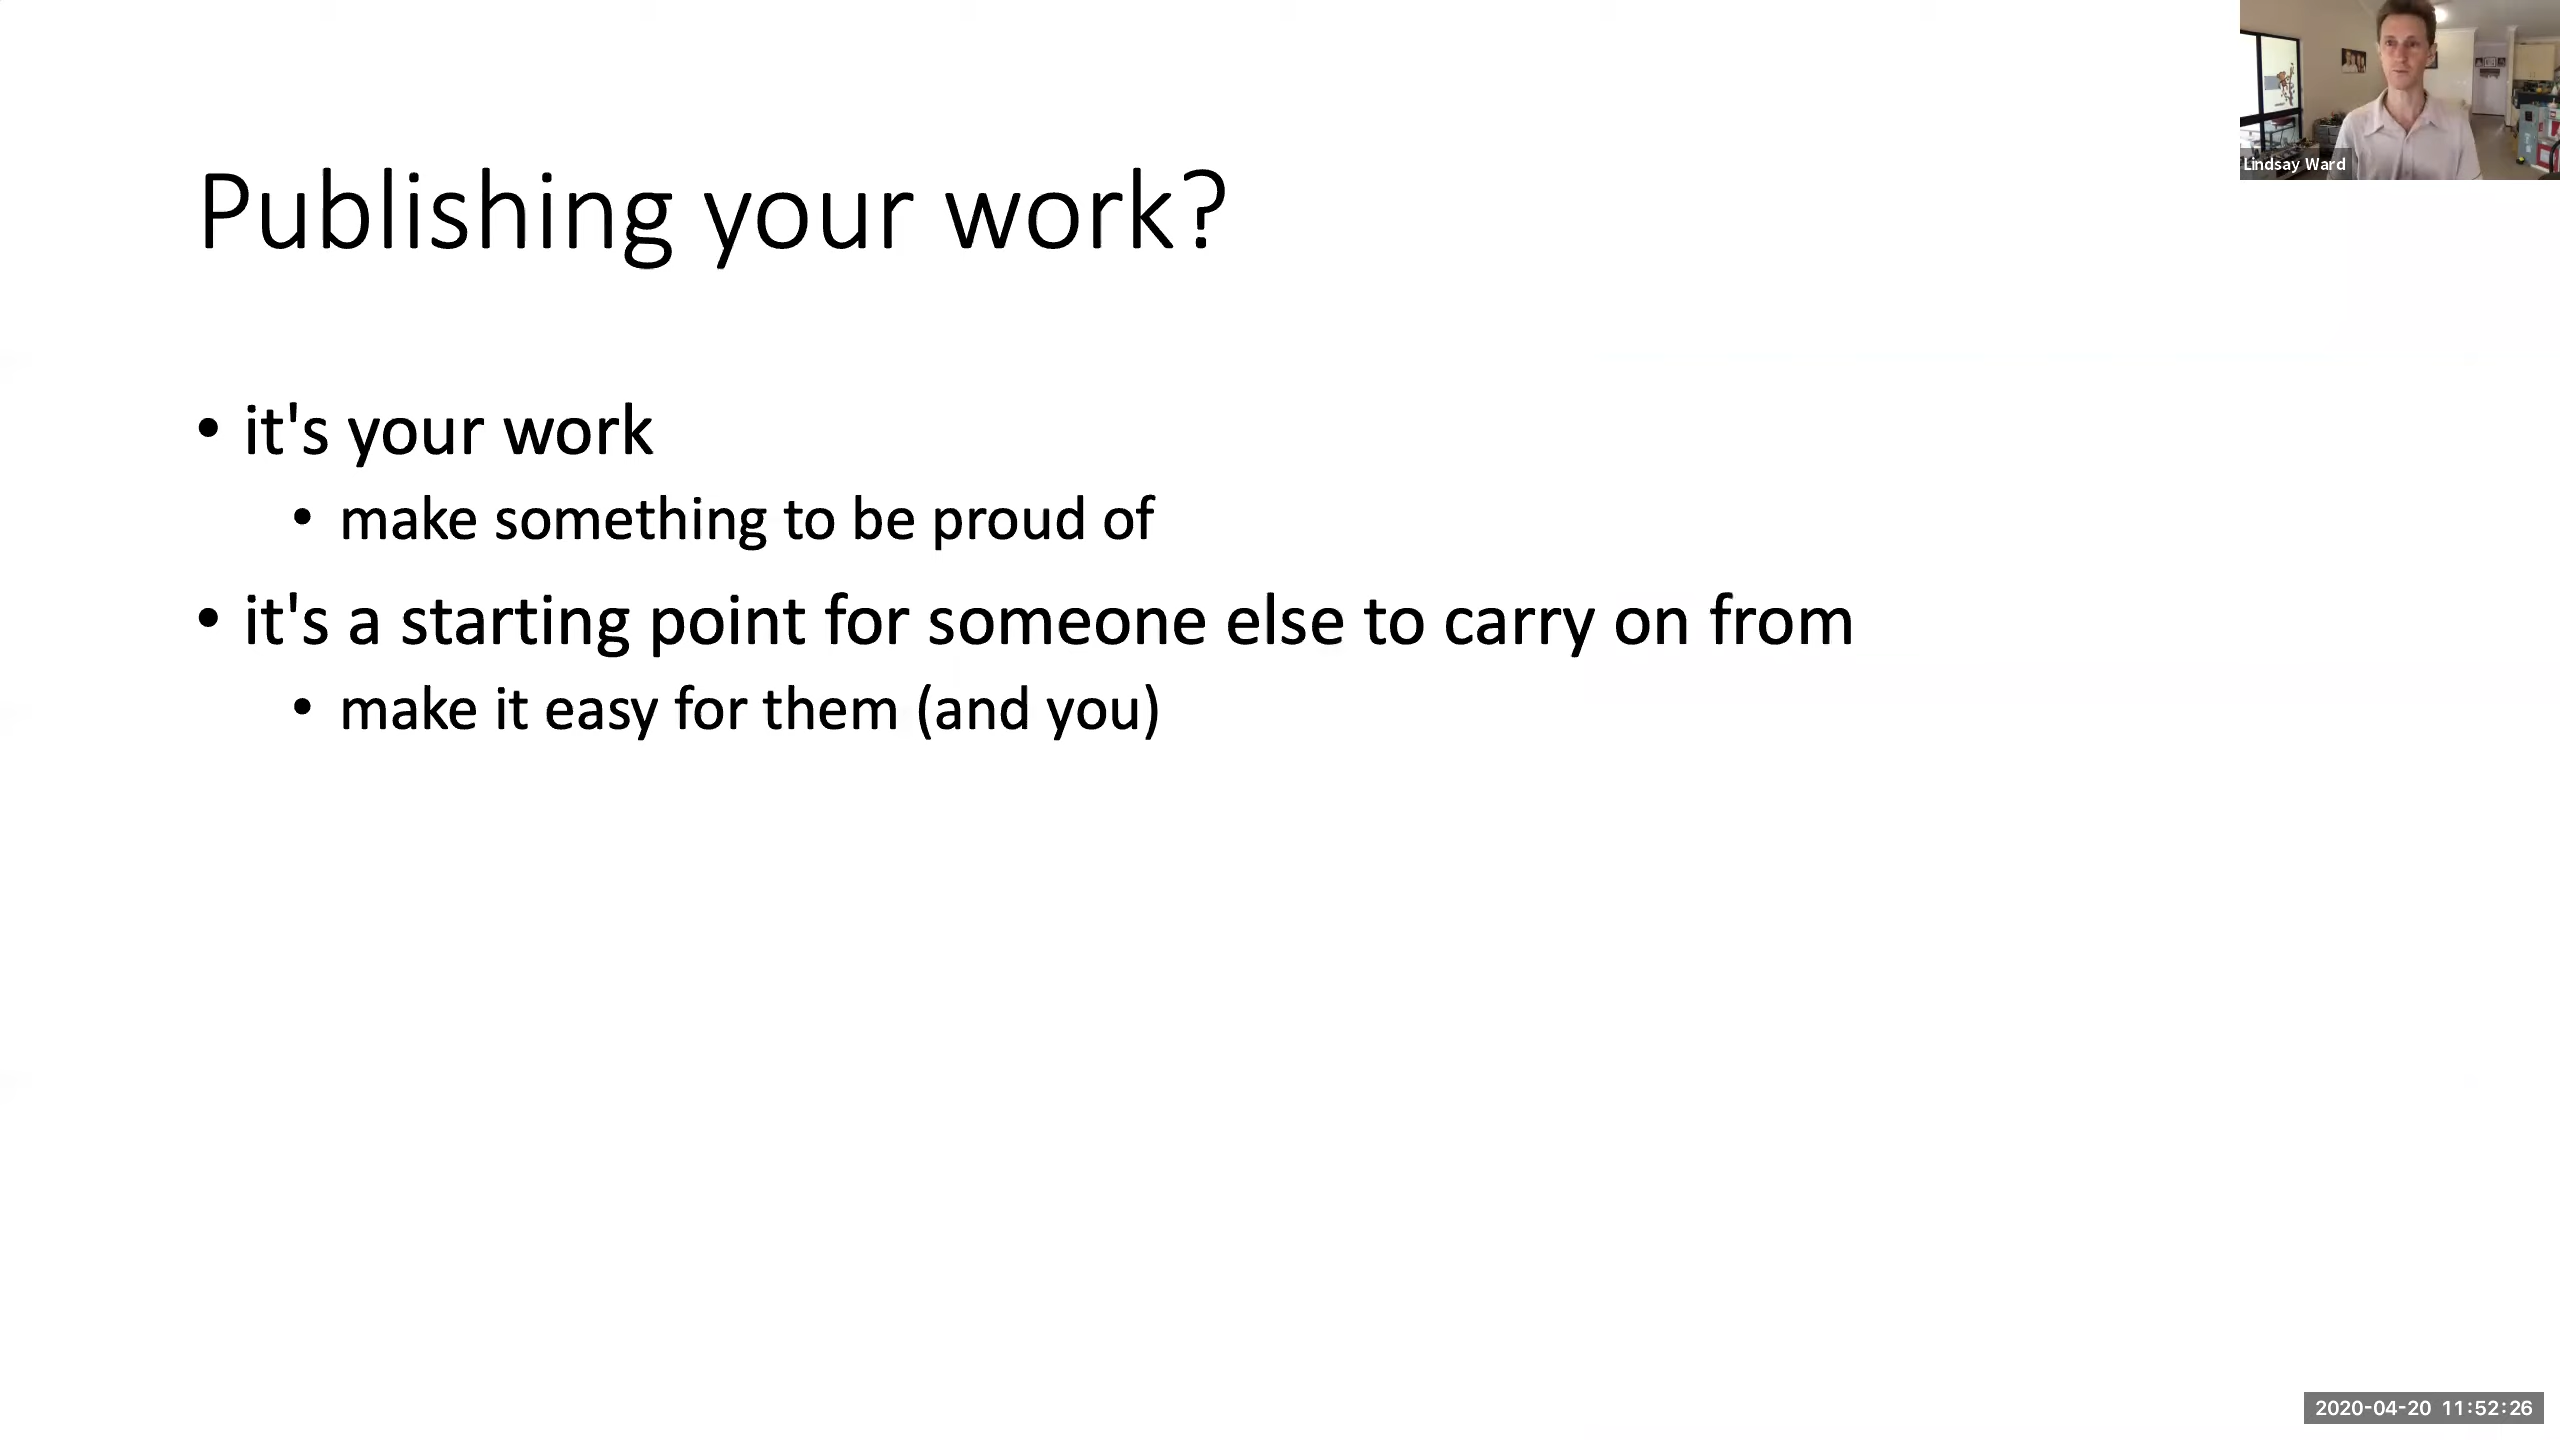 Publishing your work?
• it's your work
• make something to be proud of
• it's a starting point for someone else to carry on from
• make it easy for them (and you)
Lindsay Ward
2020-04-20 11:52:26